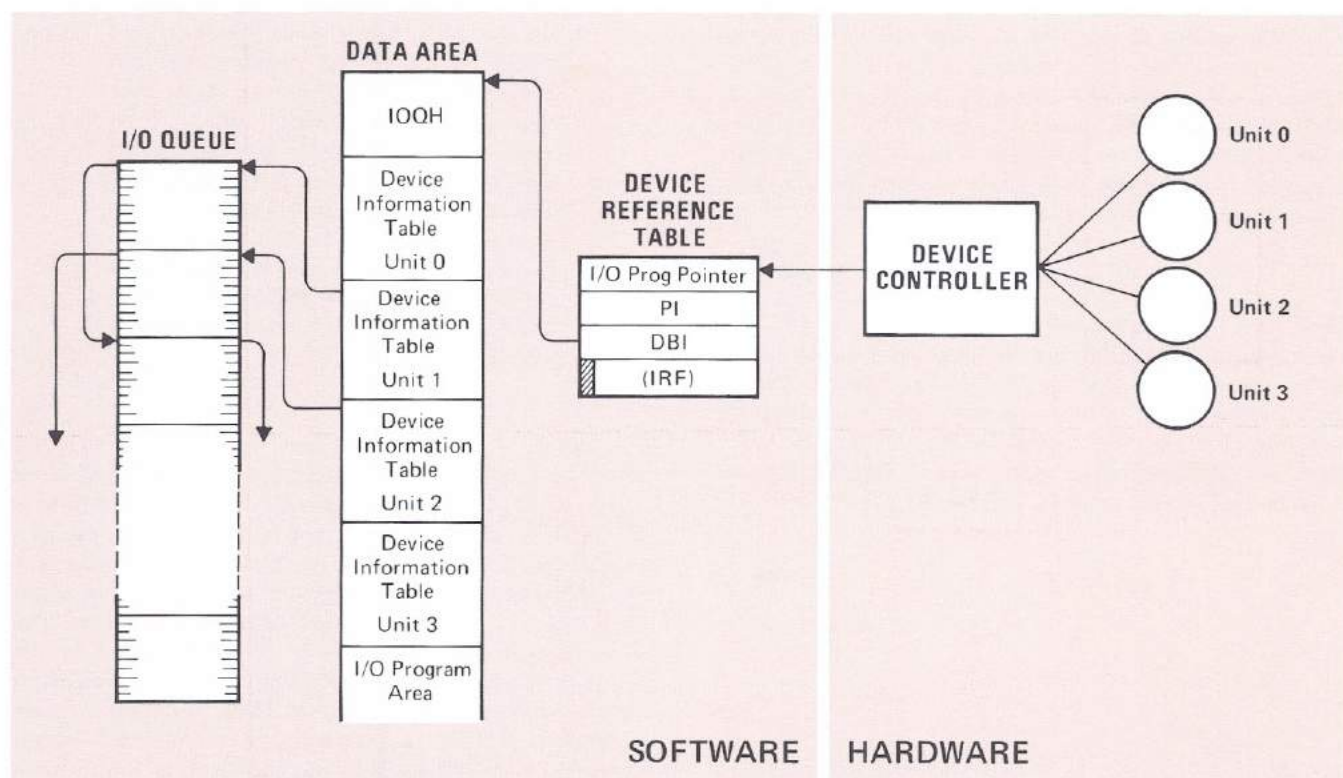 I/O QUEUE
DATA AREA
IOQH
Device
Information
Table
Unit 0
Device
Information
Table
Unit 1
Device
Information
Table
Unit 2
Device
Information
Table
Unit 3
I/O Program
Area
DEVICE
REFERENCE
TABLE
I/O Prog Pointer
PI
DBI
(IRF)
SOFTWARE
DEVICE
CONTROLLER
Unit 0
Unit 1
Unit 2
Unit 3
HARDWARE